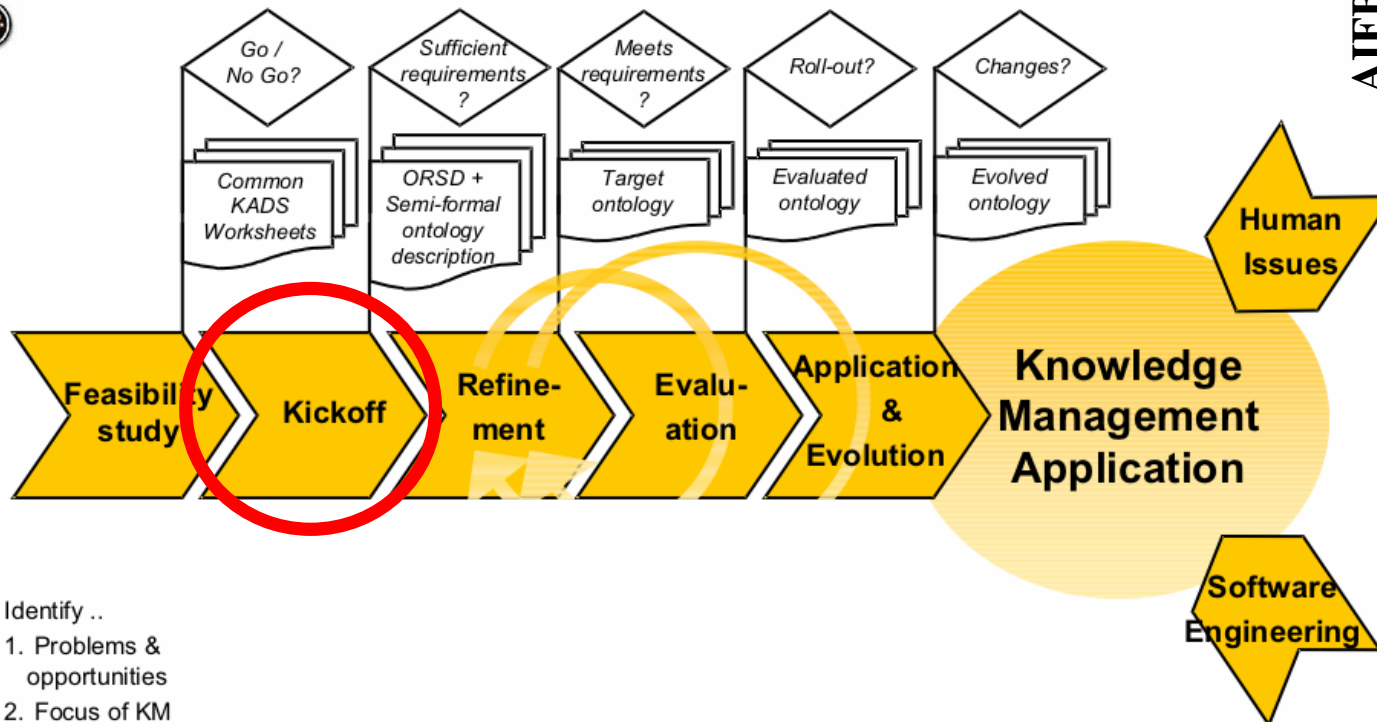 Go /
No Go?
Sufficient
requirements
?
Meets
requirements
?
Roll-out?
Changes?
Common
KADS
Worksheets
ORSD +
Semi-formal
ontology
description
Target
ontology
Evaluated
ontology
Evolved
ontology
Human
Issues
Feasibility
study
Kickoff
Refine-
ment
Evalu-
ation
Application
&
Evolution
Knowledge
Management
Application
Software
Engineering
Identify ..
1. Problems &
opportunities
2. Focus of KM